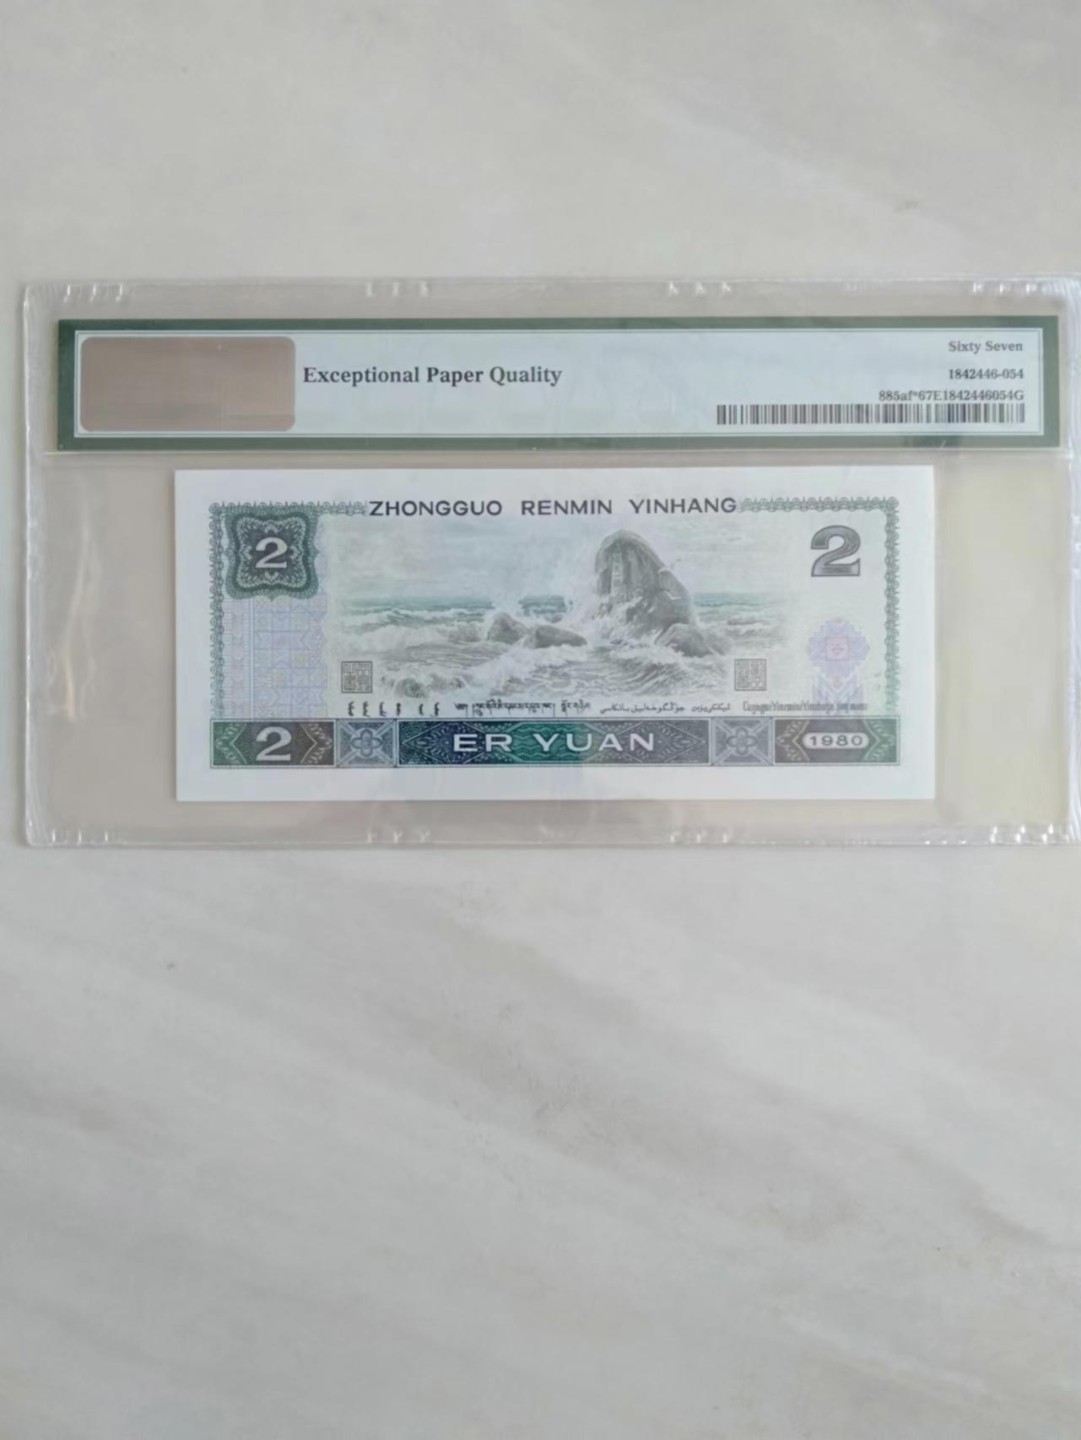 Sixty Seven
Exceptional Paper Quality
1842446-054
885af*67E1842446054G
ZHONGGUO RENMIN YINHANG
2
2
2
ER YUAN
1980